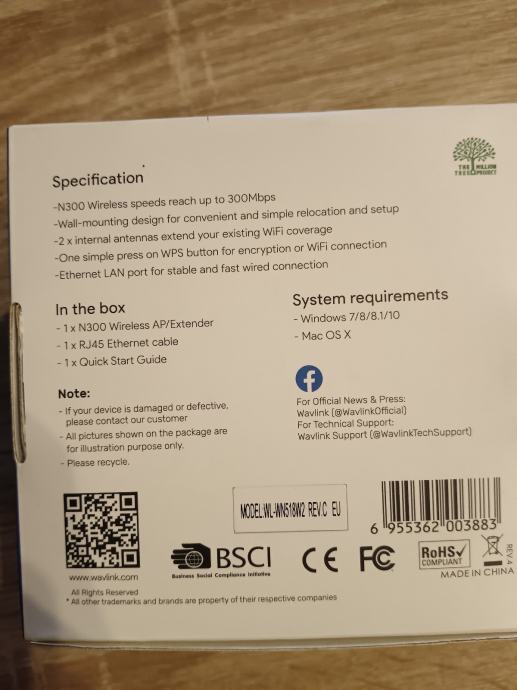 THE MILLION
TREE PROJECT
Specification
-N300 Wireless speeds reach up to 300Mbps
-Wall-mounting design for convenient and simple relocation and setup
-2 x internal antennas extend your existing WiFi coverage
-One simple press on WPS button for encryption or WiFi connection
-Ethernet LAN port for stable and fast wired connection
In the box
- 1 x N300 Wireless AP/Extender
- 1 x RJ45 Ethernet cable
- 1 x Quick Start Guide
System requirements
- Windows 7/8/8.1/10
- Mac OS X
Note:
- If your device is damaged or defective,
please contact our customer
- All pictures shown on the package are
for illustration purpose only.
- Please recycle.
f
For Official News & Press:
Wavlink (@WavlinkOfficial)
For Technical Support:
Wavlink Support (@WavlinkTechSupport)
MODEL:WL-WN518W2 REV.C EU
6 955362 003883
www.wavlink.com
BSCI
Business Social Compliance Initiative
CE
FC
RoHS
COMPLIANT
REV 4
MADE IN CHINA
All Rights Reserved
* All other trademarks and brands are property of their respective companies